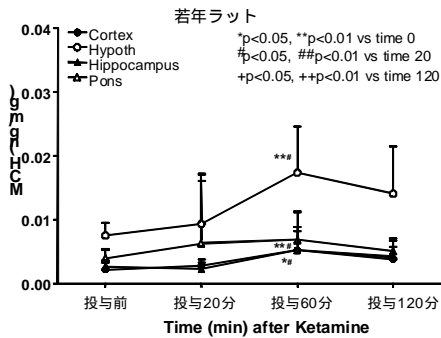 若年ラット
Cortex
Hypoth
Hippocampus
Pons
*p<0.05, **p<0.01 vs time 0
#p<0.05, ##p<0.01 vs time 20
+p<0.05, ++p<0.01 vs time 120
MCH(ng/mg)
0.04
0.03
0.02
0.01
0.00
**#
**#
*#
投与前
投与20分
投与60分
投与120分
Time (min) after Ketamine